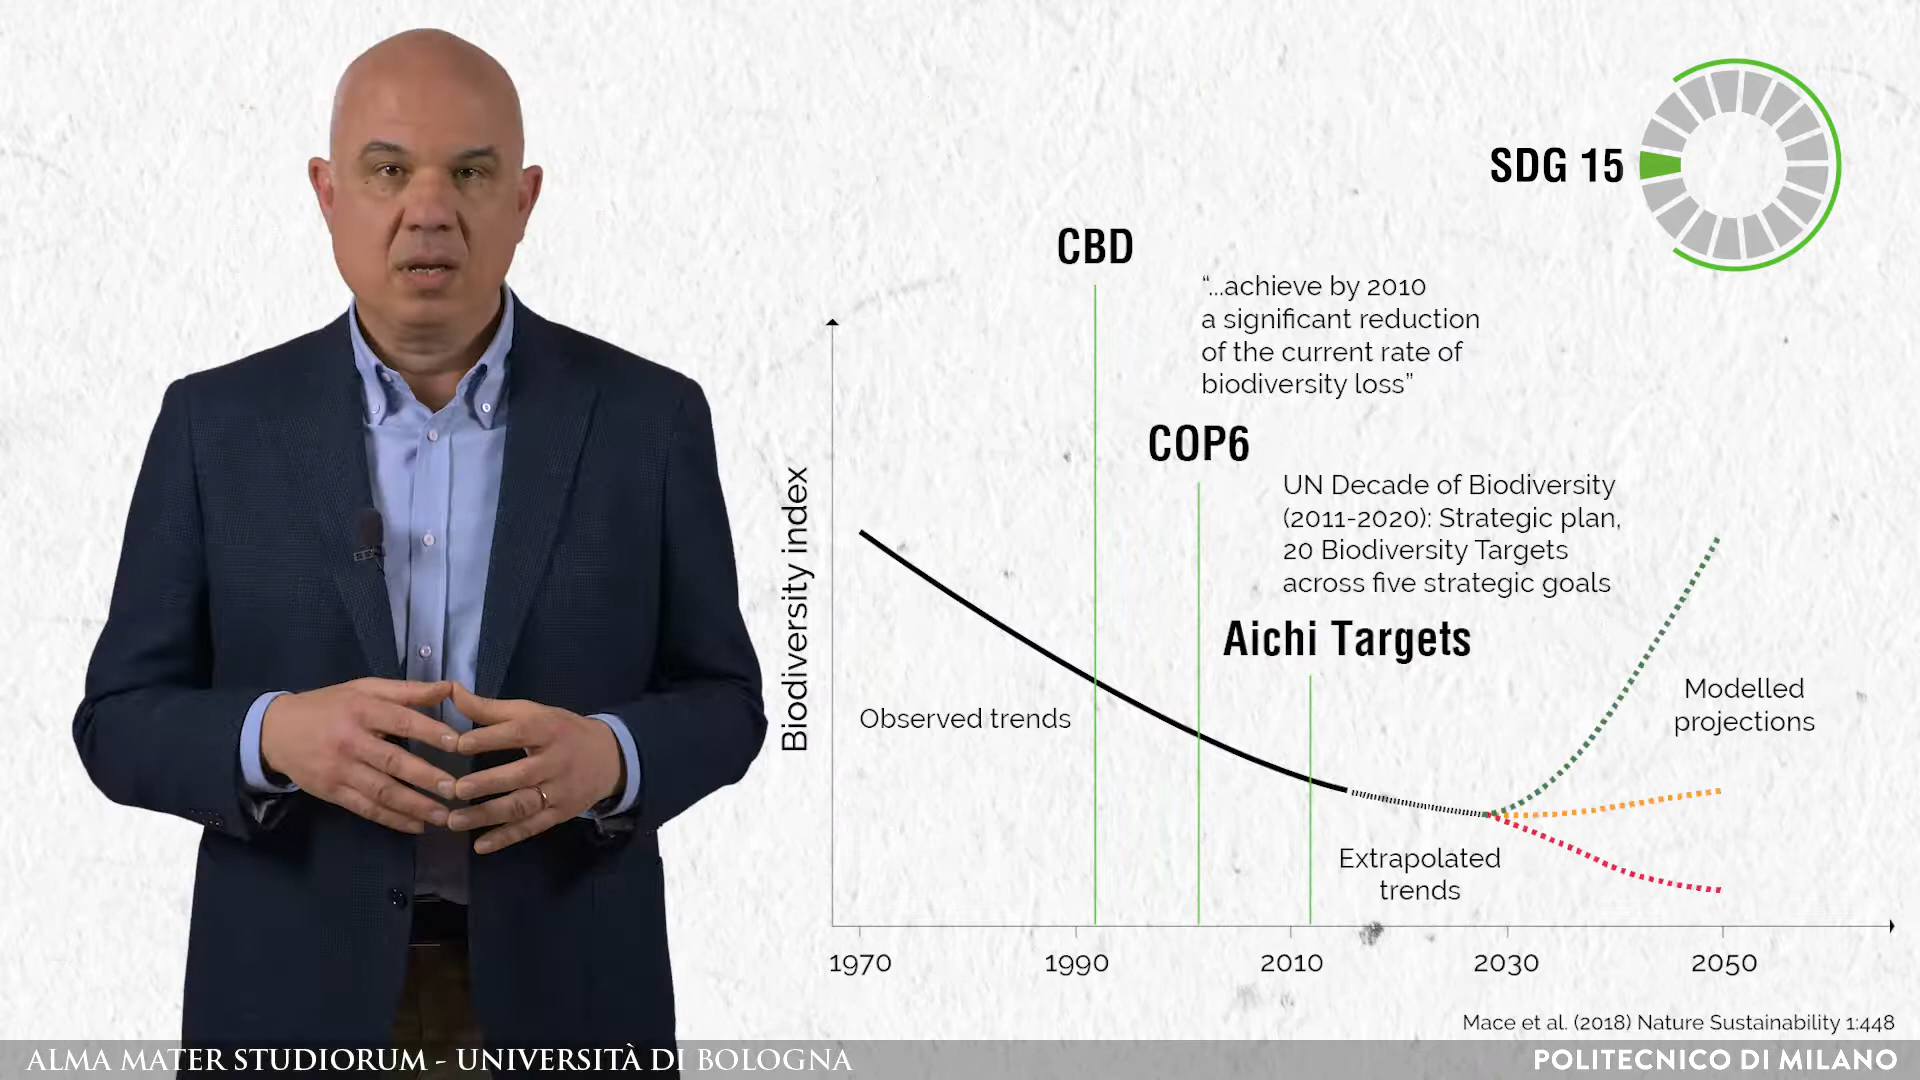 SDG 15
CBD
“...achieve by 2010
a significant reduction
of the current rate of
biodiversity loss”
COP6
UN Decade of Biodiversity
(2011-2020): Strategic plan,
20 Biodiversity Targets
across five strategic goals
Aichi Targets
Biodiversity index
Observed trends
Modelled
projections
Extrapolated
trends
1970
1990
2010
2030
2050
Mace et al. (2018) Nature Sustainability 1:448
ALMA MATER STUDIORUM - UNIVERSITÀ DI BOLOGNA
POLITECNICO DI MILANO